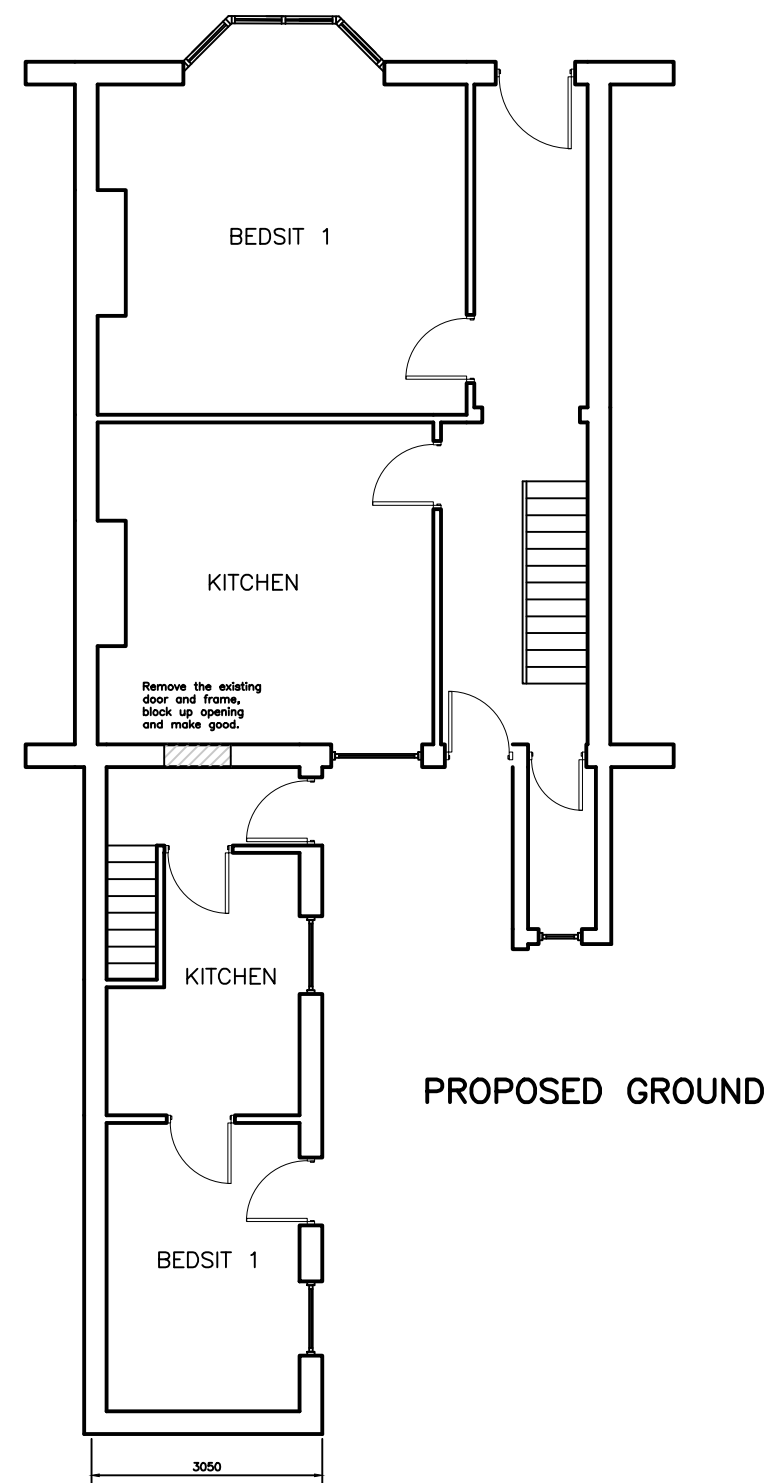 BEDSIT 1
KITCHEN
Remove the existing
door and frame,
block up opening
and make good.
KITCHEN
PROPOSED GROUND
BEDSIT 1
3050